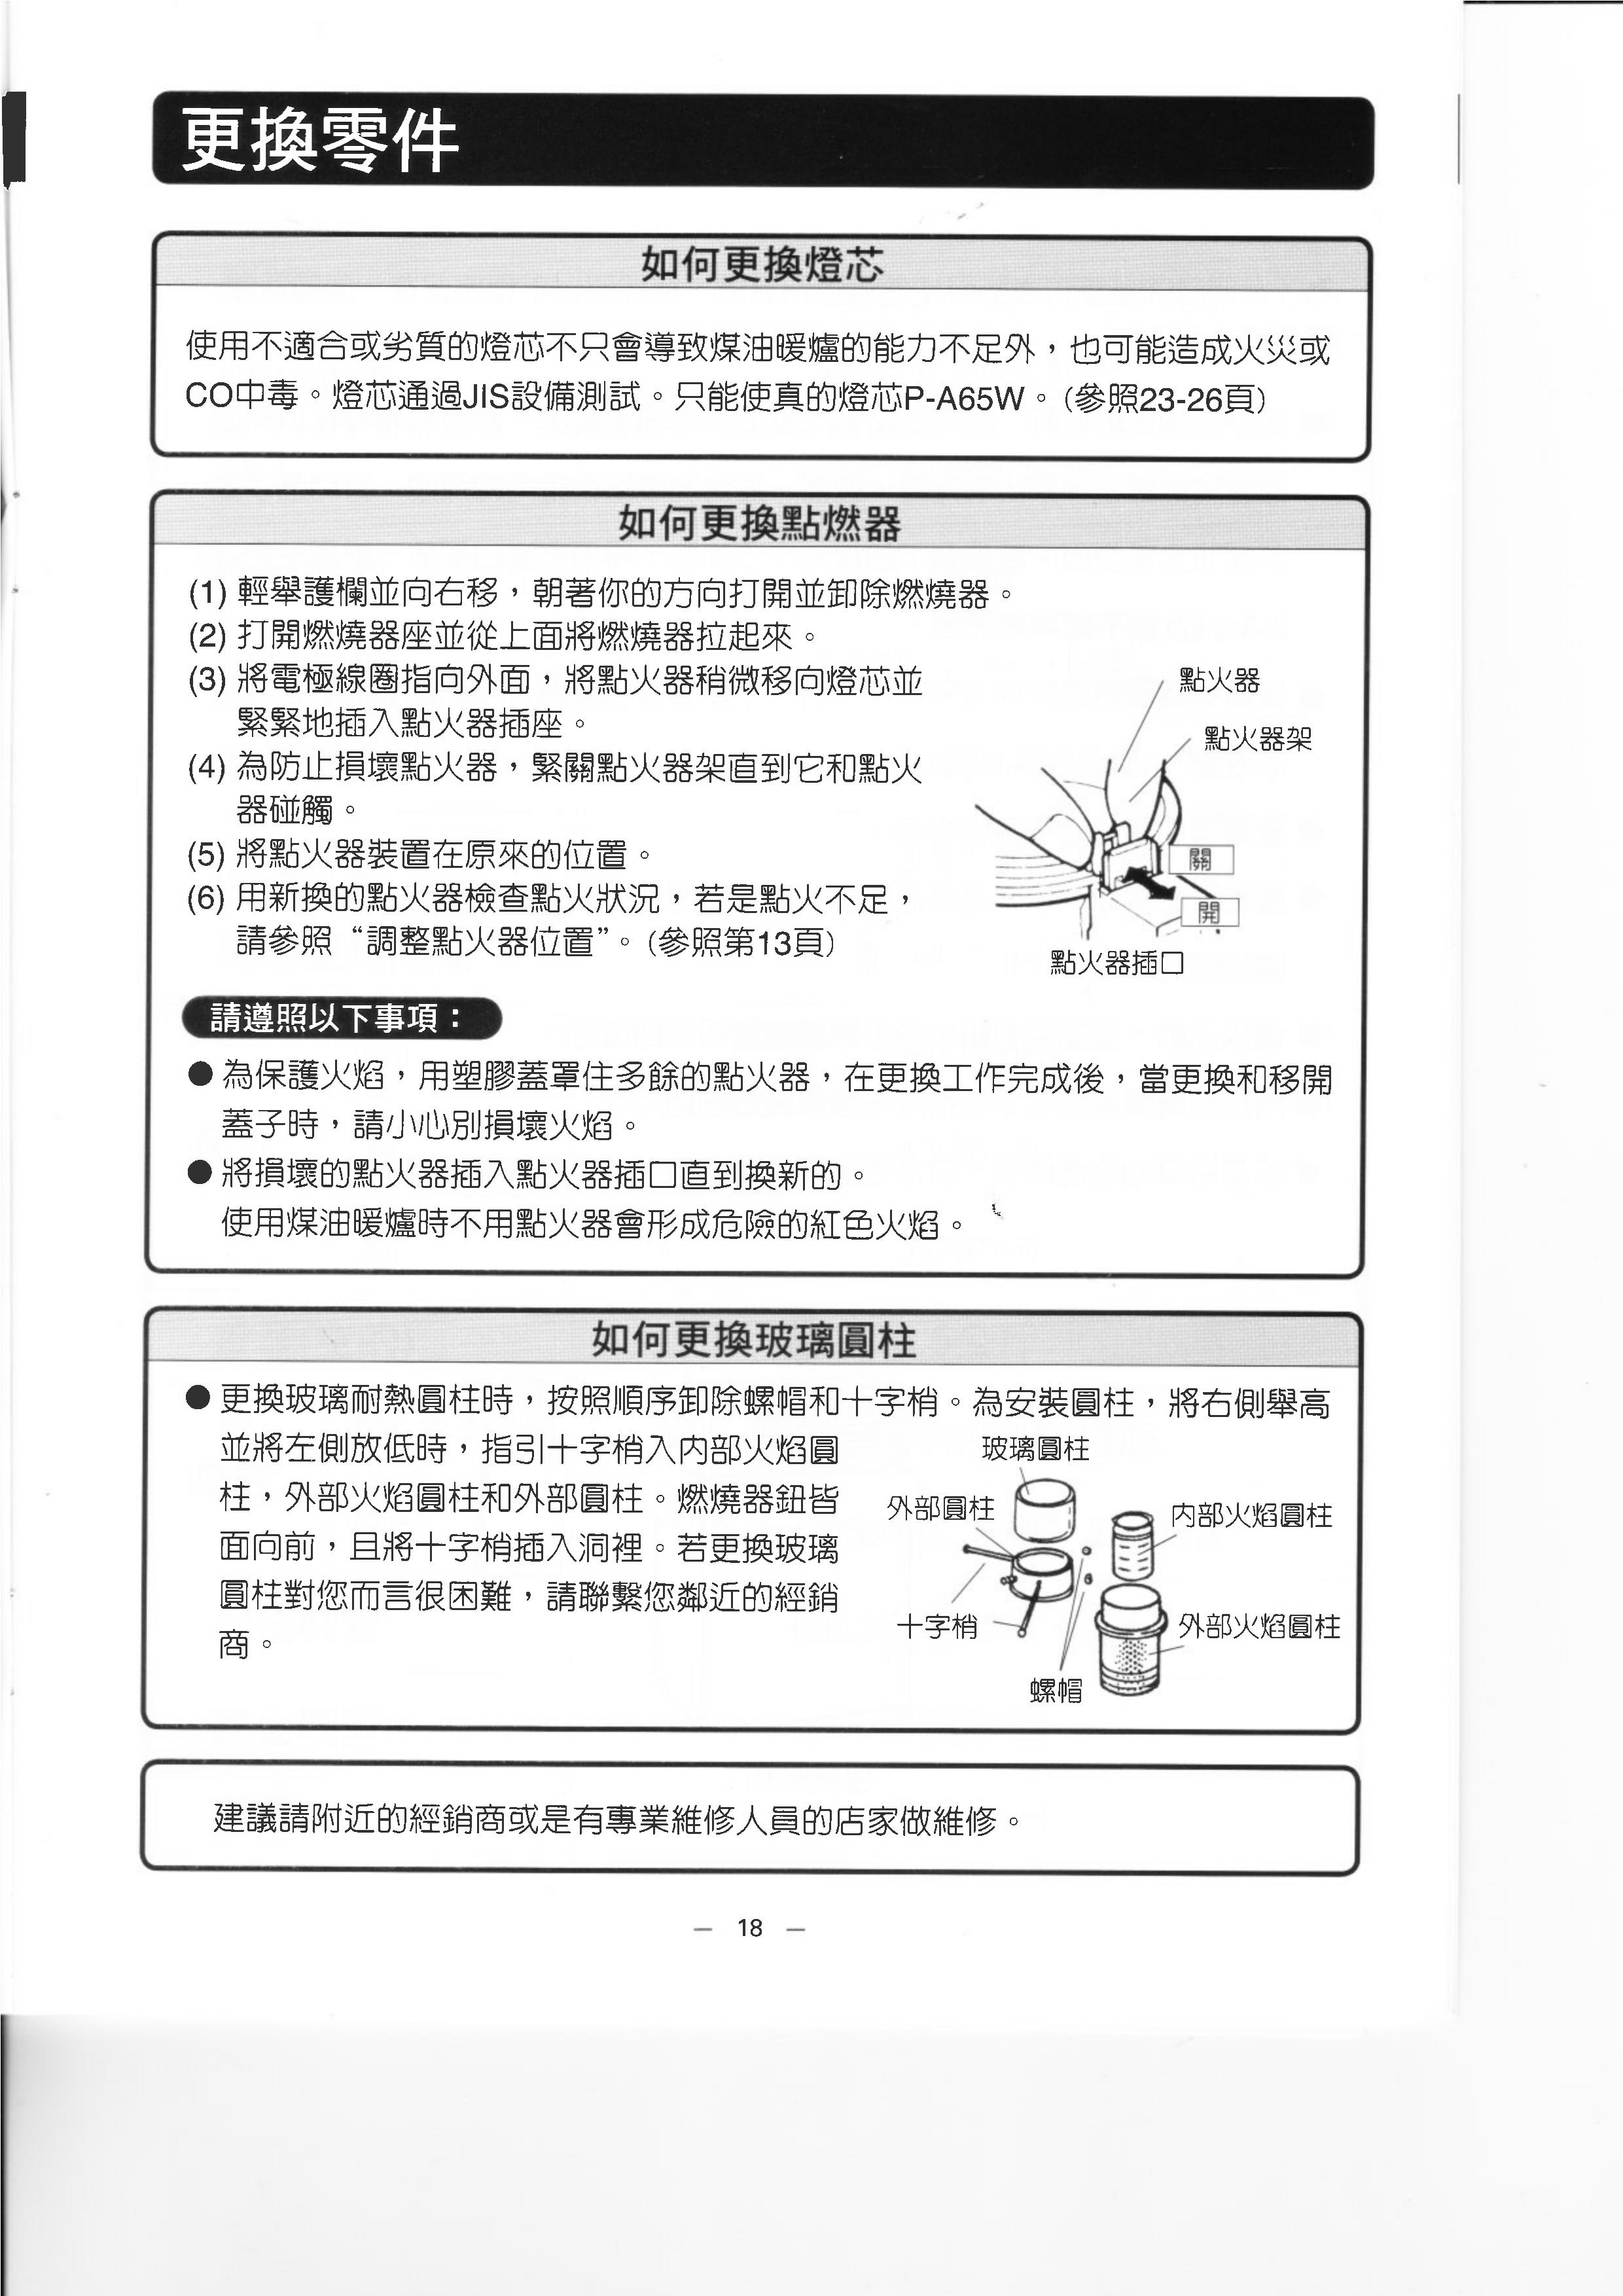 更換零件
如何更換燈芯
使用不適合或劣質的燈芯不只會導致煤油暖爐的能力不足外，也可能造成火災或
CO中毒。燈芯通過JIS設備測試。只能使真的燈芯P-A65W。(參照23-26頁)
如何更換點燃器
(1) 輕舉護欄並向右移，朝著你的方向打開並卸除燃燒器。
(2) 打開燃燒器座並從上面將燃燒器拉起來。
(3) 將電極線圈指向外面，將點火器稍微移向燈芯並
緊緊地插入點火器插座。
(4) 為防止損壞點火器，緊關點火器架直到它和點火
器碰觸。
(5) 將點火器裝置在原來的位置。
(6) 用新換的點火器檢查點火狀況，若是點火不足，
請參照“調整點火器位置”。(參照第13頁)
點火器
點火器架
關
開
點火器插口
請遵照以下事項：
● 為保護火焰，用塑膠蓋罩住多餘的點火器，在更換工作完成後，當更換和移開
蓋子時，請小心別損壞火焰。
● 將損壞的點火器插入點火器插口直到換新的。
使用煤油暖爐時不用點火器會形成危險的紅色火焰。
如何更換玻璃圓柱
● 更換玻璃耐熱圓柱時，按照順序卸除螺帽和十字梢。為安裝圓柱，將右側舉高
並將左側放低時，指引十字梢入內部火焰圓
柱，外部火焰圓柱和外部圓柱。燃燒器鈕皆
面向前，且將十字梢插入洞裡。若更換玻璃
圓柱對您而言很困難，請聯繫您鄰近的經銷
商。
玻璃圓柱
外部圓柱
內部火焰圓柱
十字梢
外部火焰圓柱
螺帽
建議請附近的經銷商或是有專業維修人員的店家做維修。
－ 18 －